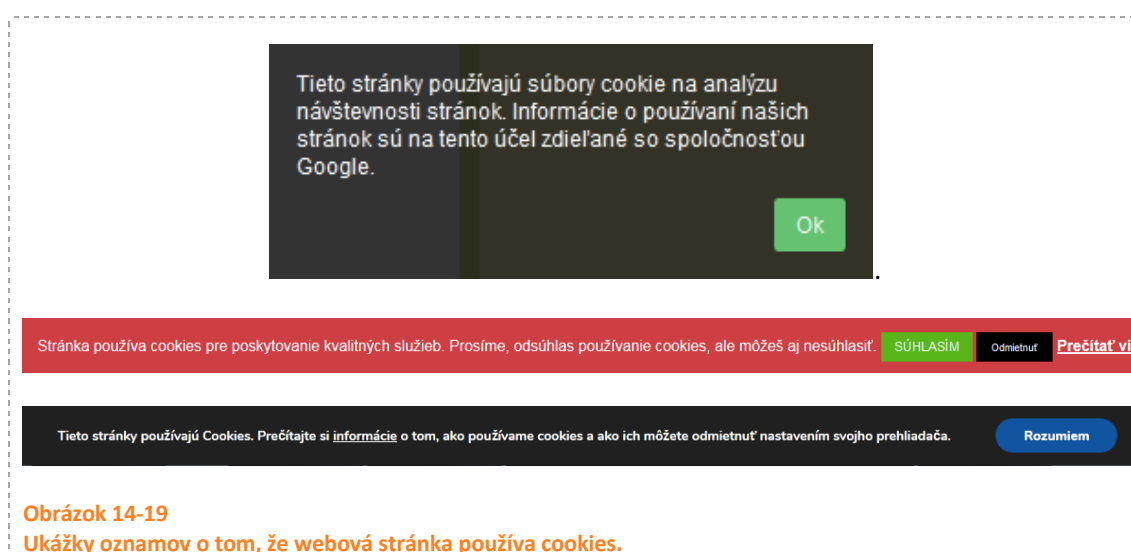 Tieto stránky používajú súbory cookie na analýzu
návštevnosti stránok. Informácie o používaní našich
stránok sú na tento účel zdieľané so spoločnosťou
Google.
Ok
.
Stránka používa cookies pre poskytovanie kvalitných služieb. Prosíme, odsúhlas používanie cookies, ale môžeš aj nesúhlasiť. SÚHLASÍM Odmietnuť Prečítať vi
Tieto stránky používajú Cookies. Prečítajte si informácie o tom, ako používame cookies a ako ich môžete odmietnuť nastavením svojho prehliadača. Rozumiem
Obrázok 14-19
Ukážky oznamov o tom, že webová stránka používa cookies.